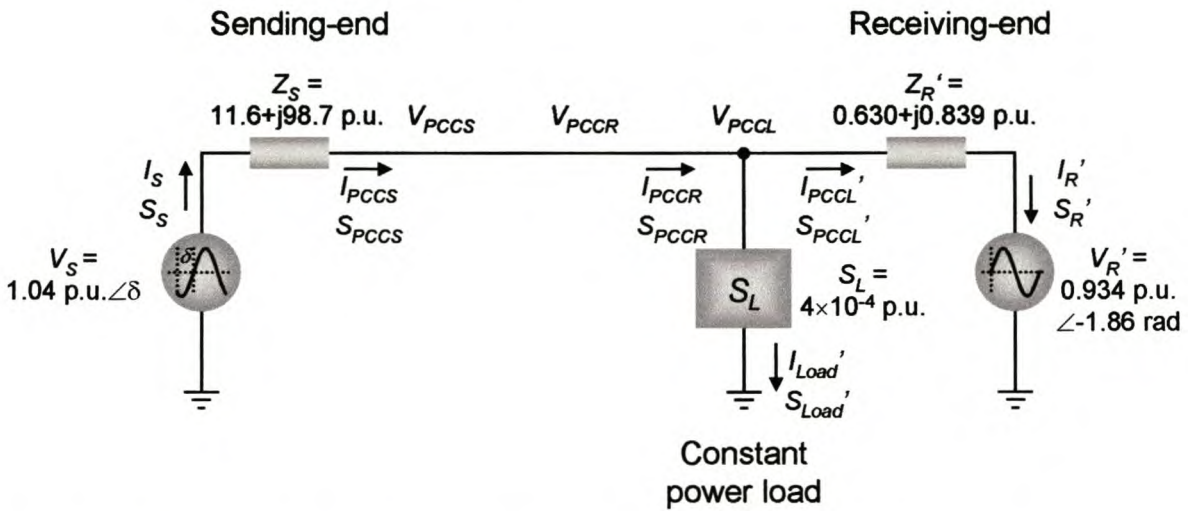 Sending-end
Receiving-end
Z_S =
11.6+j98.7 p.u.
V_PCCS
V_PCCR
V_PCCL
Z_R' =
0.630+j0.839 p.u.
I_S
S_S
I_PCCS
S_PCCS
I_PCCR
S_PCCR
I_PCCL'
S_PCCL'
I_R'
S_R'
V_S =
1.04 p.u.∠δ
δ
S_L
S_L =
4×10⁻⁴ p.u.
V_R' =
0.934 p.u.
∠-1.86 rad
I_Load'
S_Load'
Constant
power load